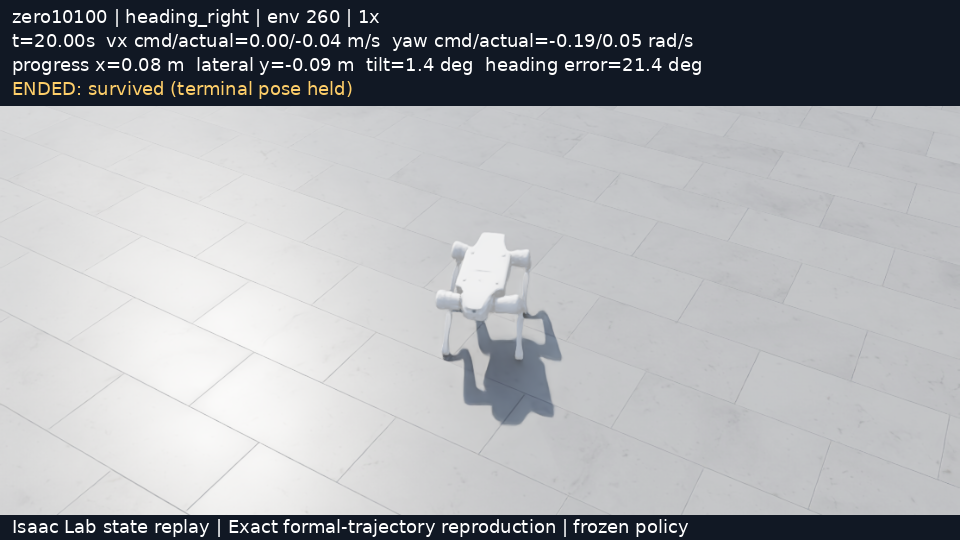 zero10100 | heading_right | env 260 | 1x
t=20.00s  vx cmd/actual=0.00/-0.04 m/s  yaw cmd/actual=-0.19/0.05 rad/s
progress x=0.08 m  lateral y=-0.09 m  tilt=1.4 deg  heading error=21.4 deg
ENDED: survived (terminal pose held)
Isaac Lab state replay | Exact formal-trajectory reproduction | frozen policy